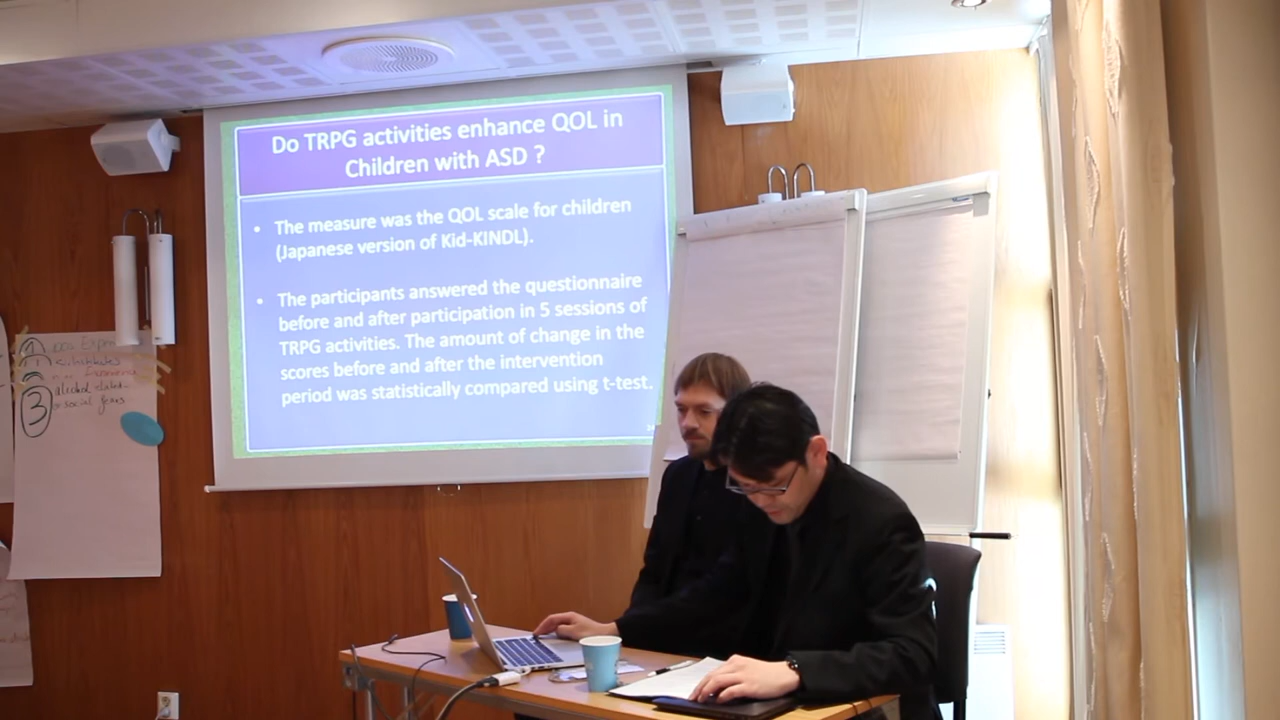 Do TRPG activities enhance QOL in
Children with ASD ?
• The measure was the QOL scale for children
(Japanese version of Kid-KINDL).
• The participants answered the questionnaire
before and after participation in 5 sessions of
TRPG activities. The amount of change in the
scores before and after the intervention
period was statistically compared using t-test.
3
alcohol
social fears